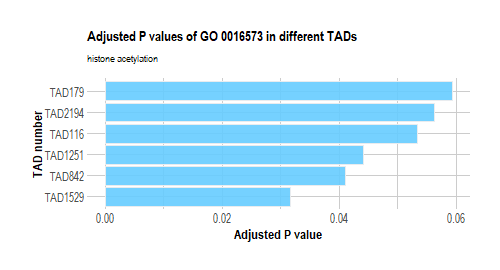 Adjusted P values of GO 0016573 in different TADs
histone acetylation
TAD number
TAD179
TAD2194
TAD116
TAD1251
TAD842
TAD1529
0.00 0.02 0.04 0.06
Adjusted P value